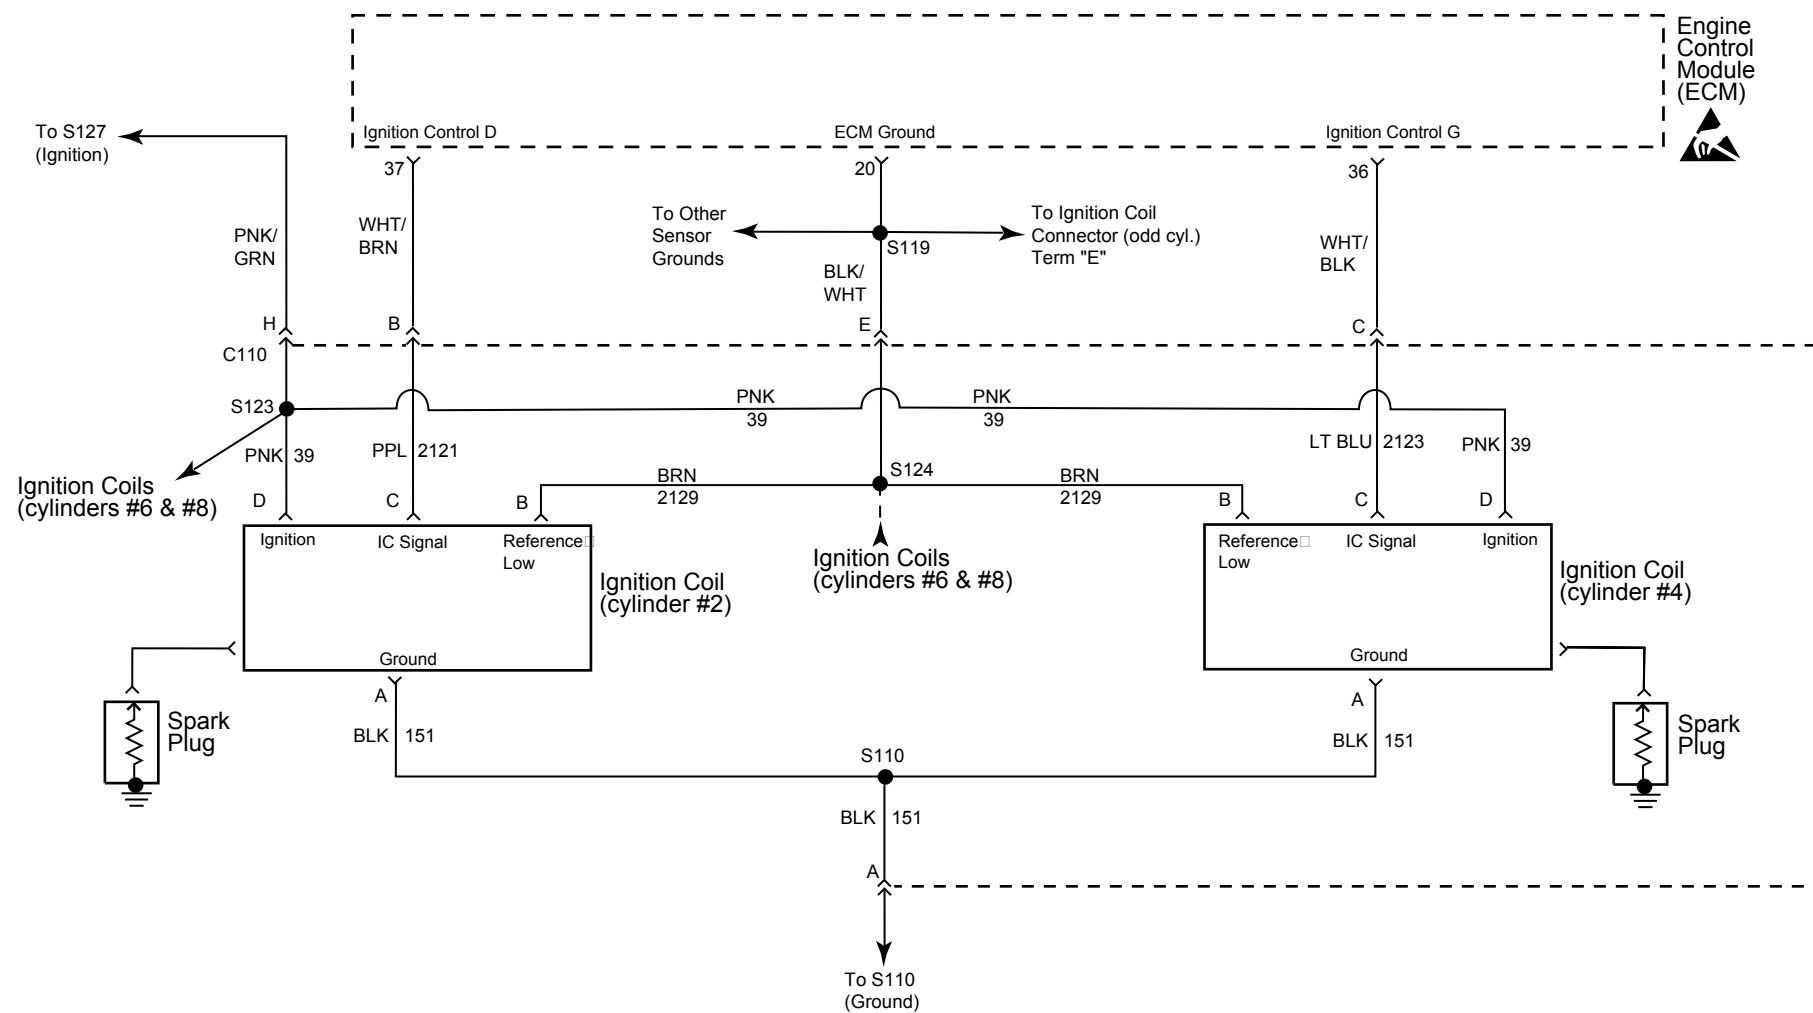 Engine
Control
Module
(ECM)
Ignition Control D
ECM Ground
Ignition Control G
To S127
(Ignition)
37
20
36
PNK/
GRN
WHT/
BRN
To Other
Sensor
Grounds
S119
To Ignition Coil
Connector (odd cyl.)
Term "E"
BLK/
WHT
WHT/
BLK
H
B
E
C
C110
S123
PNK
39
PNK
39
PNK 39
PPL 2121
LT BLU 2123
PNK 39
Ignition Coils
(cylinders #6 & #8)
BRN
2129
S124
BRN
2129
D
C
B
B
C
D
Ignition
IC Signal
Reference
Low
Ignition Coils
(cylinders #6 & #8)
Reference
Low
IC Signal
Ignition
Ignition Coil
(cylinder #2)
Ignition Coil
(cylinder #4)
Ground
Ground
A
A
Spark
Plug
Spark
Plug
BLK 151
BLK 151
S110
BLK 151
A
To S110
(Ground)